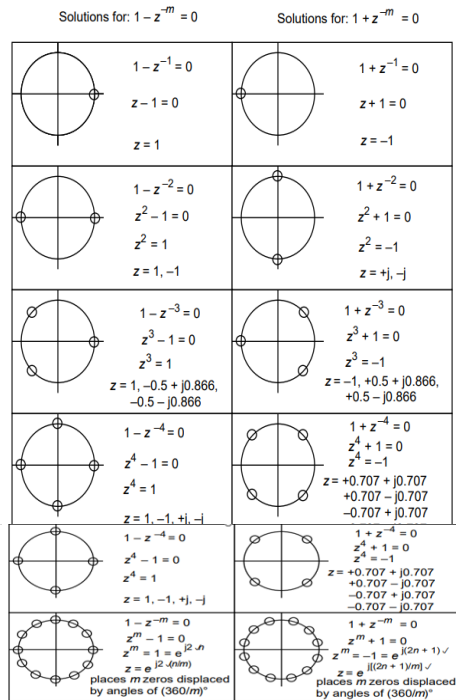 Solutions for: 1 – z^–m = 0
Solutions for: 1 + z^–m = 0
1 – z^–1 = 0
z – 1 = 0
z = 1
1 + z^–1 = 0
z + 1 = 0
z = –1
1 – z^–2 = 0
z^2 – 1 = 0
z^2 = 1
z = 1, –1
1 + z^–2 = 0
z^2 + 1 = 0
z^2 = –1
z = +j, –j
1 – z^–3 = 0
z^3 – 1 = 0
z^3 = 1
z = 1, –0.5 + j0.866,
–0.5 – j0.866
1 + z^–3 = 0
z^3 + 1 = 0
z^3 = –1
z = –1, +0.5 + j0.866,
+0.5 – j0.866
1 – z^–4 = 0
z^4 – 1 = 0
z^4 = 1
z = 1, –1, +j, –j
1 + z^–4 = 0
z^4 + 1 = 0
z^4 = –1
z = +0.707 + j0.707
+0.707 – j0.707
–0.707 + j0.707
1 – z^–4 = 0
z^4 – 1 = 0
z^4 = 1
z = 1, –1, +j, –j
1 + z^–4 = 0
z^4 + 1 = 0
z^4 = –1
z = +0.707 + j0.707
+0.707 – j0.707
–0.707 + j0.707
–0.707 – j0.707
1 – z^–m = 0
z^m – 1 = 0
z^m = 1 = e^j2
z = e^j2 (n/m)
places m zeros displaced
by angles of (360/m)°
1 + z^–m = 0
z^m + 1 = 0
z^m = –1 = e^j(2n + 1)✓
z = e^j[(2n + 1)/m]✓
places m zeros displaced
by angles of (360/m)°